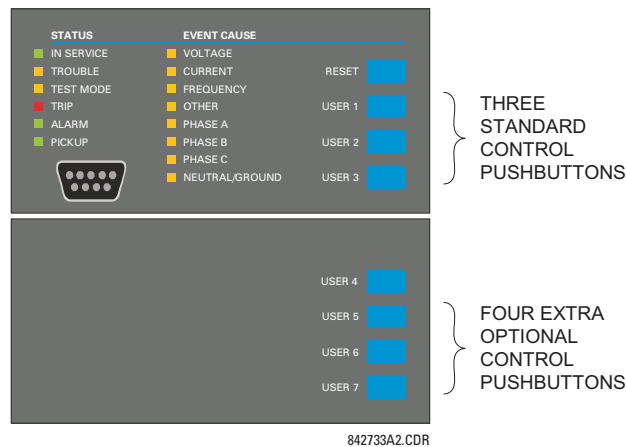 STATUS
IN SERVICE
TROUBLE
TEST MODE
TRIP
ALARM
PICKUP
EVENT CAUSE
VOLTAGE
CURRENT
FREQUENCY
OTHER
PHASE A
PHASE B
PHASE C
NEUTRAL/GROUND
RESET
USER 1
USER 2
USER 3
THREE
STANDARD
CONTROL
PUSHBUTTONS
USER 4
USER 5
USER 6
USER 7
FOUR EXTRA
OPTIONAL
CONTROL
PUSHBUTTONS
842733A2.CDR